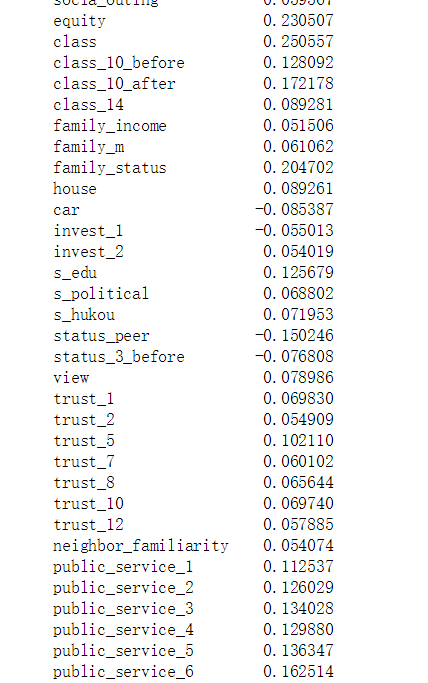 equity 0.230507
class 0.250557
class_10_before 0.128092
class_10_after 0.172178
class_14 0.089281
family_income 0.051506
family_m 0.061062
family_status 0.204702
house 0.089261
car -0.085387
invest_1 -0.055013
invest_2 0.054019
s_edu 0.125679
s_political 0.068802
s_hukou 0.071953
status_peer -0.150246
status_3_before -0.076808
view 0.078986
trust_1 0.069830
trust_2 0.054909
trust_5 0.102110
trust_7 0.060102
trust_8 0.065644
trust_10 0.069740
trust_12 0.057885
neighbor_familiarity 0.054074
public_service_1 0.112537
public_service_2 0.126029
public_service_3 0.134028
public_service_4 0.129880
public_service_5 0.136347
public_service_6 0.162514